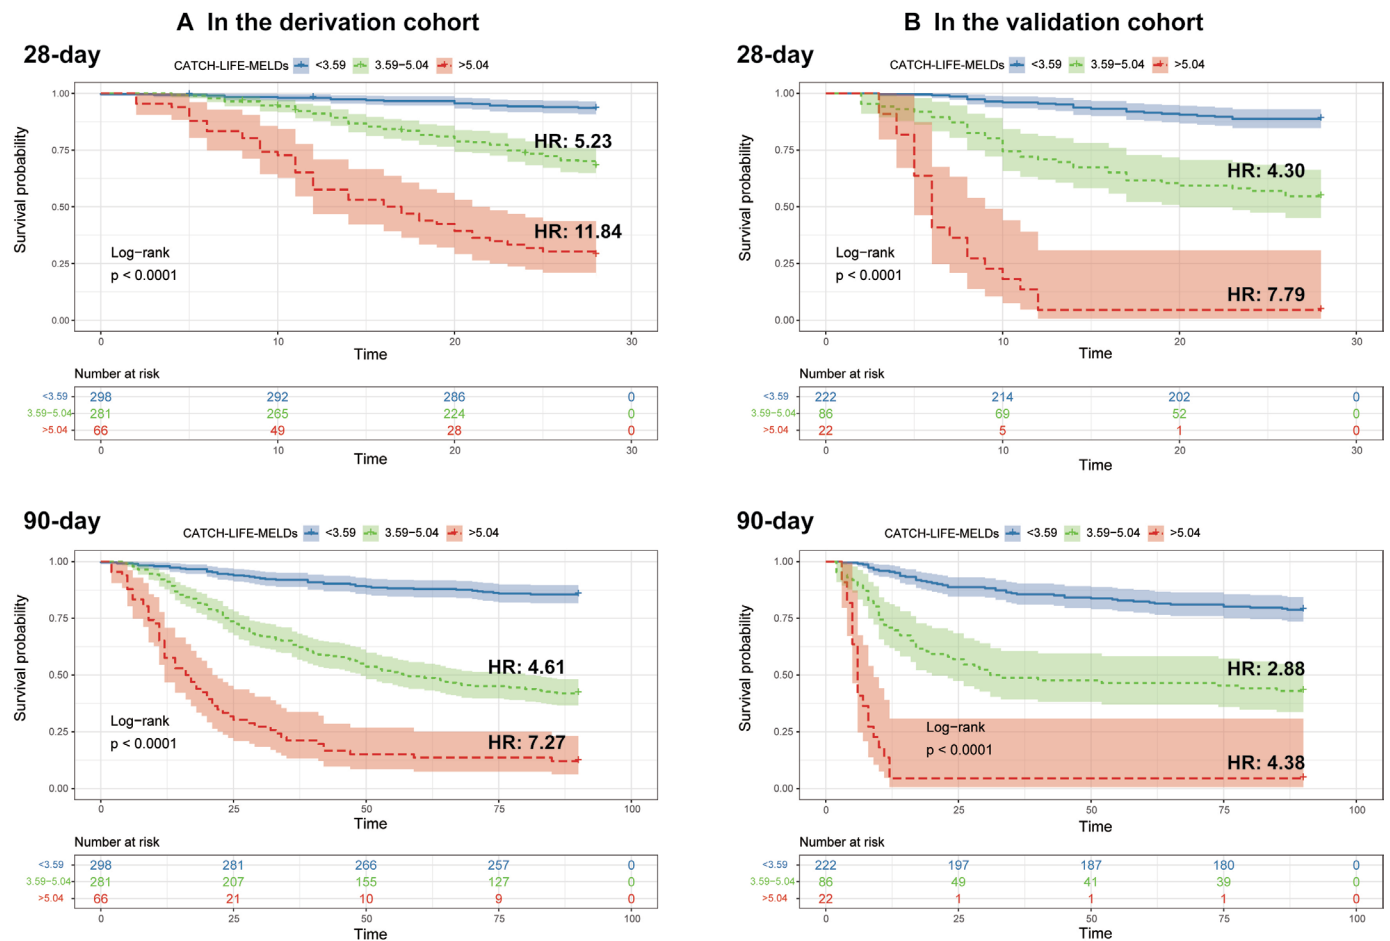 A In the derivation cohort
28-day
CATCH-LIFE-MELDs <3.59 3.59−5.04 >5.04
Survival probability
1.00
0.75
0.50
0.25
0.00
HR: 5.23
HR: 11.84
Log−rank
p < 0.0001
0 10 20 30
Time
Number at risk
<3.59 298 292 286 0
3.59−5.04 281 265 224 0
>5.04 66 49 28 0
0 10 20 30
Time
90-day
CATCH-LIFE-MELDs <3.59 3.59−5.04 >5.04
Survival probability
1.00
0.75
0.50
0.25
0.00
HR: 4.61
HR: 7.27
Log−rank
p < 0.0001
0 25 50 75 100
Time
Number at risk
<3.59 298 281 266 257 0
3.59−5.04 281 207 155 127 0
>5.04 66 21 10 9 0
0 25 50 75 100
Time
B In the validation cohort
28-day
CATCH-LIFE-MELDs <3.59 3.59−5.04 >5.04
Survival probability
1.00
0.75
0.50
0.25
0.00
HR: 4.30
HR: 7.79
Log−rank
p < 0.0001
0 10 20 30
Time
Number at risk
<3.59 222 214 202 0
3.59−5.04 86 69 52 0
>5.04 22 5 1 0
0 10 20 30
Time
90-day
CATCH-LIFE-MELDs <3.59 3.59−5.04 >5.04
Survival probability
1.00
0.75
0.50
0.25
0.00
HR: 2.88
HR: 4.38
Log−rank
p < 0.0001
0 25 50 75 100
Time
Number at risk
<3.59 222 197 187 180 0
3.59−5.04 86 49 41 39 0
>5.04 22 1 1 1 0
0 25 50 75 100
Time